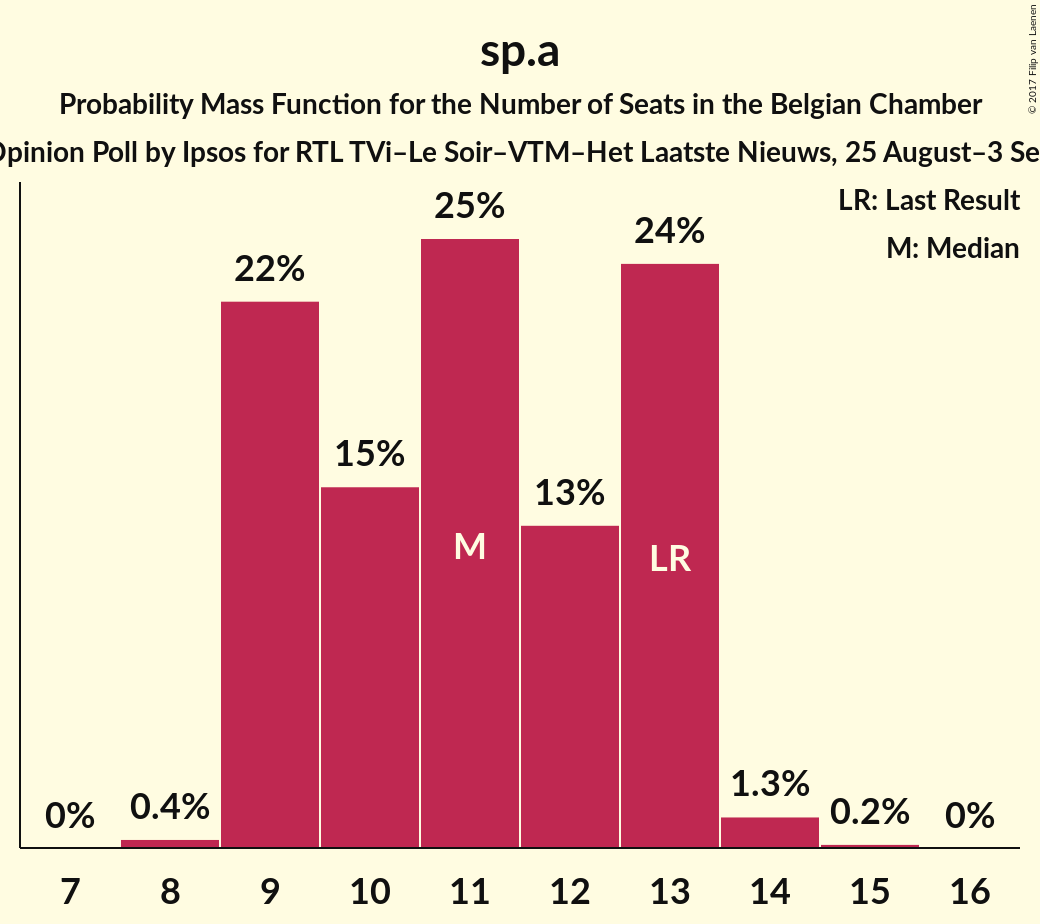 sp.a
Probability Mass Function for the Number of Seats in the Belgian Chamber
Opinion Poll by Ipsos for RTL TVi–Le Soir–VTM–Het Laatste Nieuws, 25 August–3 Se
© 2017 Filip van Laenen
LR: Last Result
M: Median
0%
0.4%
22%
15%
25%
13%
24%
1.3%
0.2%
0%
M
LR
7 8 9 10 11 12 13 14 15 16